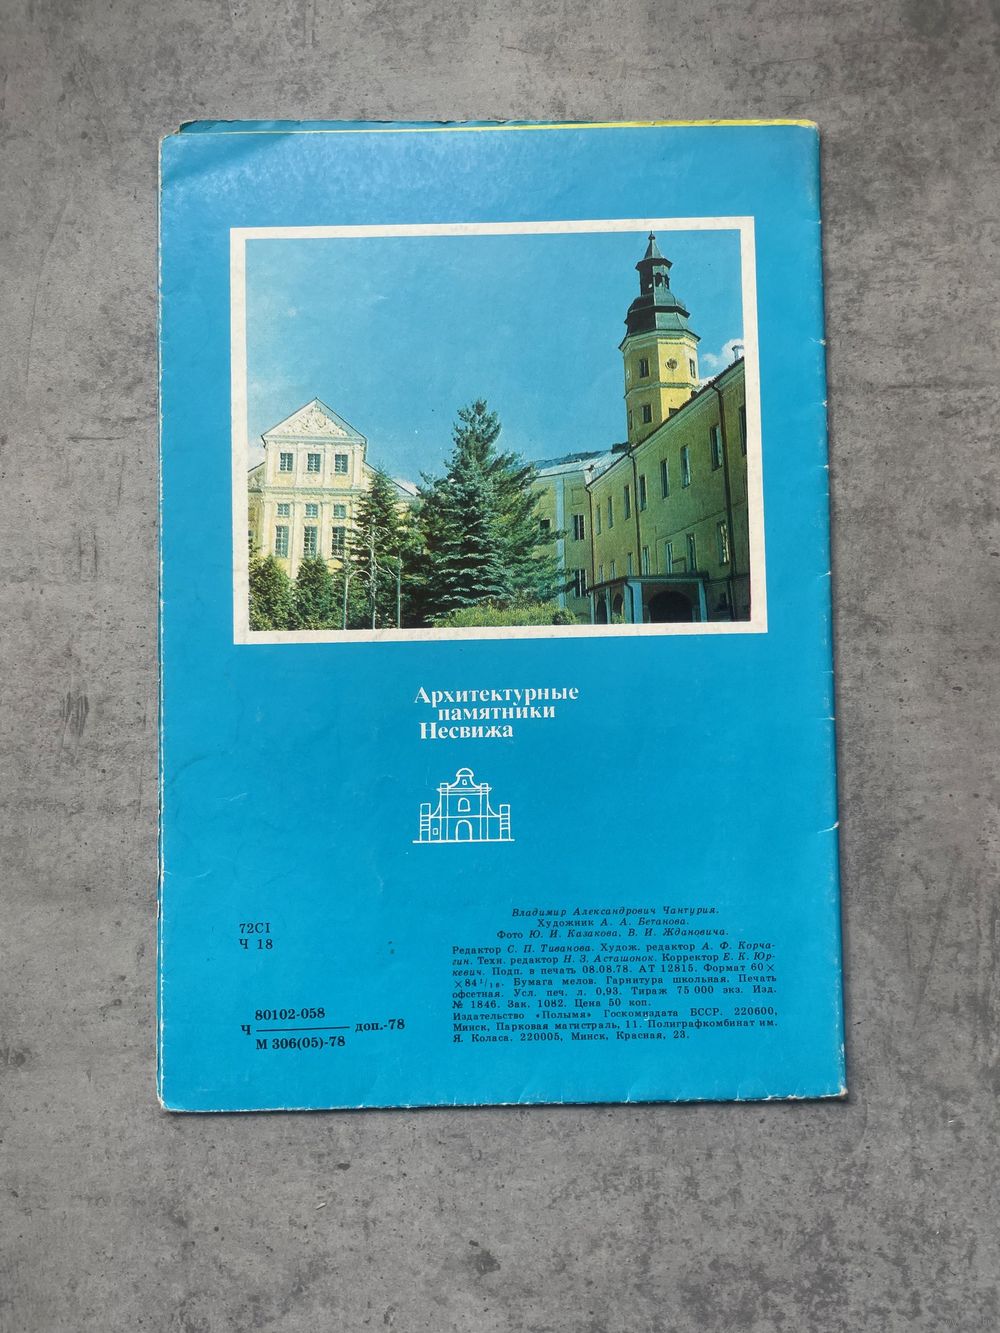 Архитектурные
памятники
Несвижа
72CI
Ч 18
Ч 80102-058 доп.-78
М 306(05)-78
Владимир Александрович Чантурия.
Художник А. А. Беганова.
Фото Ю. И. Казакова, В. И. Ждановича.
Редактор С. П. Тиванова. Худож. редактор А. Ф. Корча-
гин. Техн. редактор Н. З. Асташонок. Корректор Е. К. Юр-
кевич. Подп. в печать 08.08.78. АТ 12815. Формат 60×
×84¹/₁₆. Бумага мелов. Гарнитура школьная. Печать
офсетная. Усл. печ. л. 0,93. Тираж 75 000 экз. Изд.
№ 1846. Зак. 1082. Цена 50 коп.
Издательство «Полымя» Госкомиздата БССР. 220600,
Минск, Парковая магистраль, 11. Полиграфкомбинат им.
Я. Коласа. 220005, Минск, Красная, 23.